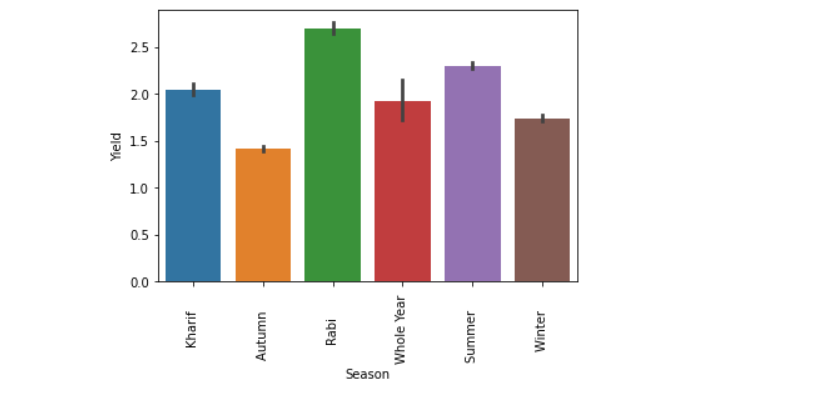 Yield
2.5
2.0
1.5
1.0
0.5
0.0
Kharif
Autumn
Rabi
Whole Year
Summer
Winter
Season